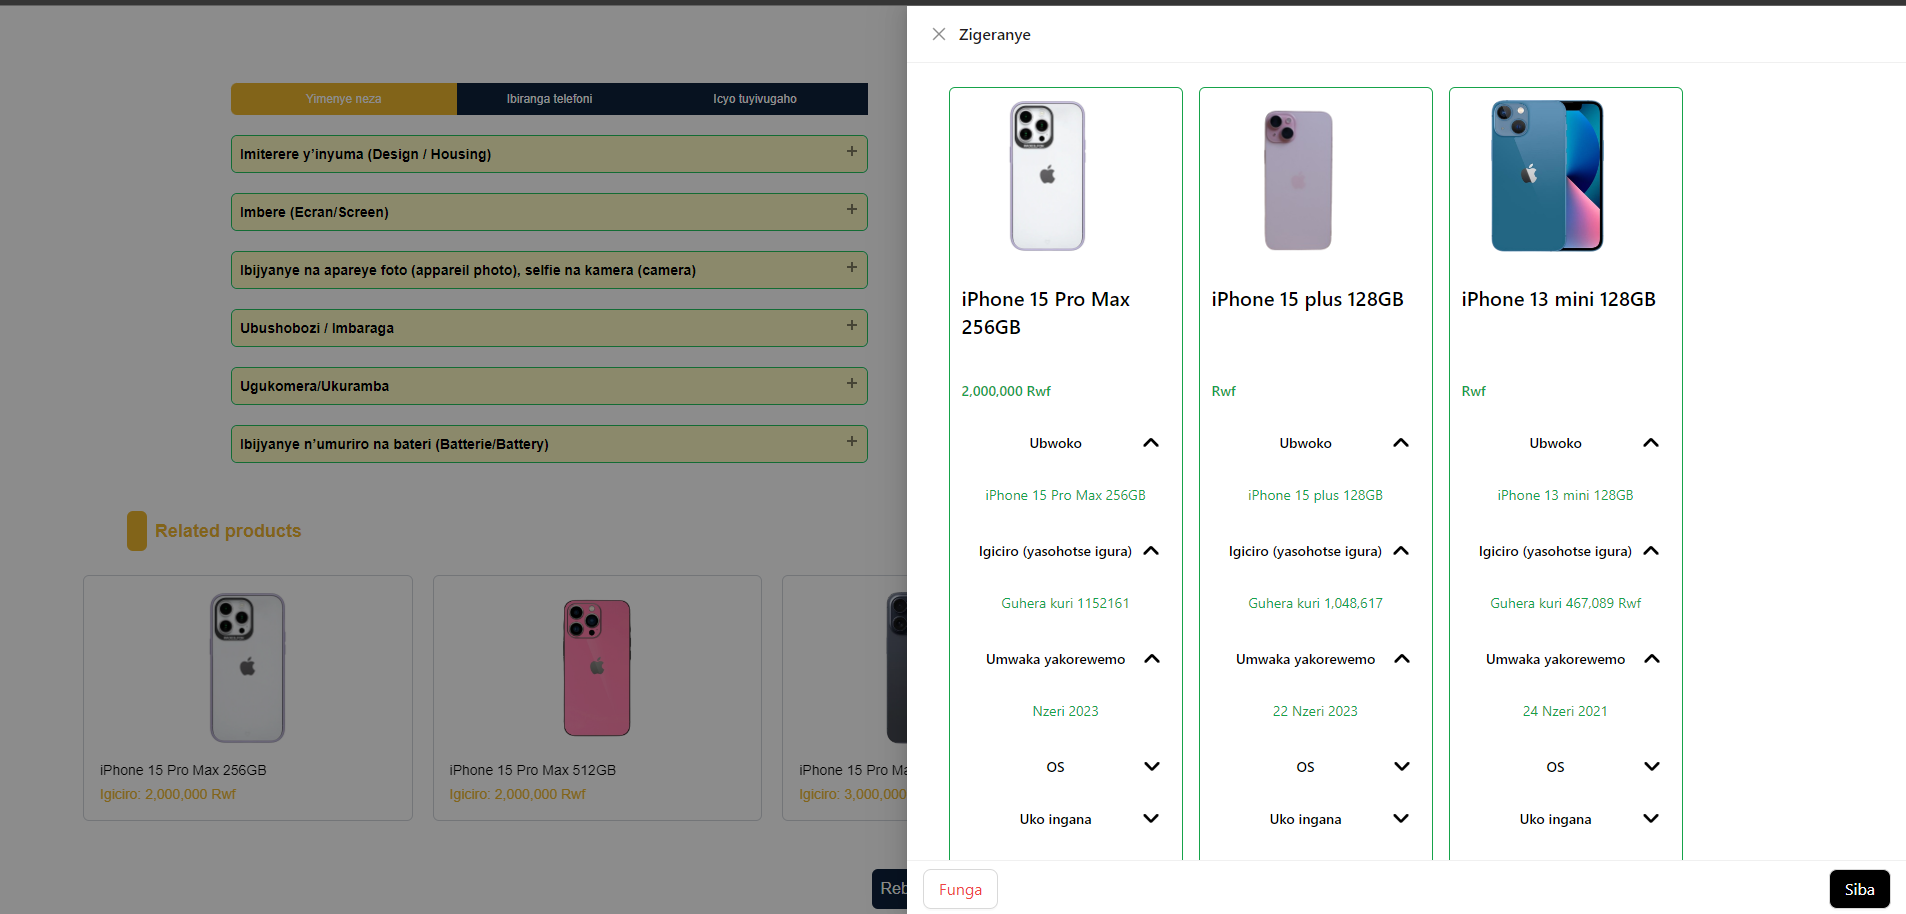 Yimenye neza
Ibiranga telefoni
Icyo tuyivugaho
Imiterere y’inyuma (Design / Housing)
Imbere (Ecran/Screen)
Ibijyanye na apareye foto (appareil photo), selfie na kamera (camera)
Ubushobozi / Imbaraga
Ugukomera/Ukuramba
Ibijyanye n’umuriro na bateri (Batterie/Battery)
Related products
iPhone 15 Pro Max 256GB
Igiciro: 2,000,000 Rwf
iPhone 15 Pro Max 512GB
Igiciro: 2,000,000 Rwf
iPhone 15 Pro Ma
Igiciro: 3,000,000
Reb
Zigeranye
iPhone 15 Pro Max
256GB
2,000,000 Rwf
Ubwoko
iPhone 15 Pro Max 256GB
Igiciro (yasohotse igura)
Guhera kuri 1152161
Umwaka yakorewemo
Nzeri 2023
OS
Uko ingana
iPhone 15 plus 128GB
Rwf
Ubwoko
iPhone 15 plus 128GB
Igiciro (yasohotse igura)
Guhera kuri 1,048,617
Umwaka yakorewemo
22 Nzeri 2023
OS
Uko ingana
iPhone 13 mini 128GB
Rwf
Ubwoko
iPhone 13 mini 128GB
Igiciro (yasohotse igura)
Guhera kuri 467,089 Rwf
Umwaka yakorewemo
24 Nzeri 2021
OS
Uko ingana
Funga
Siba